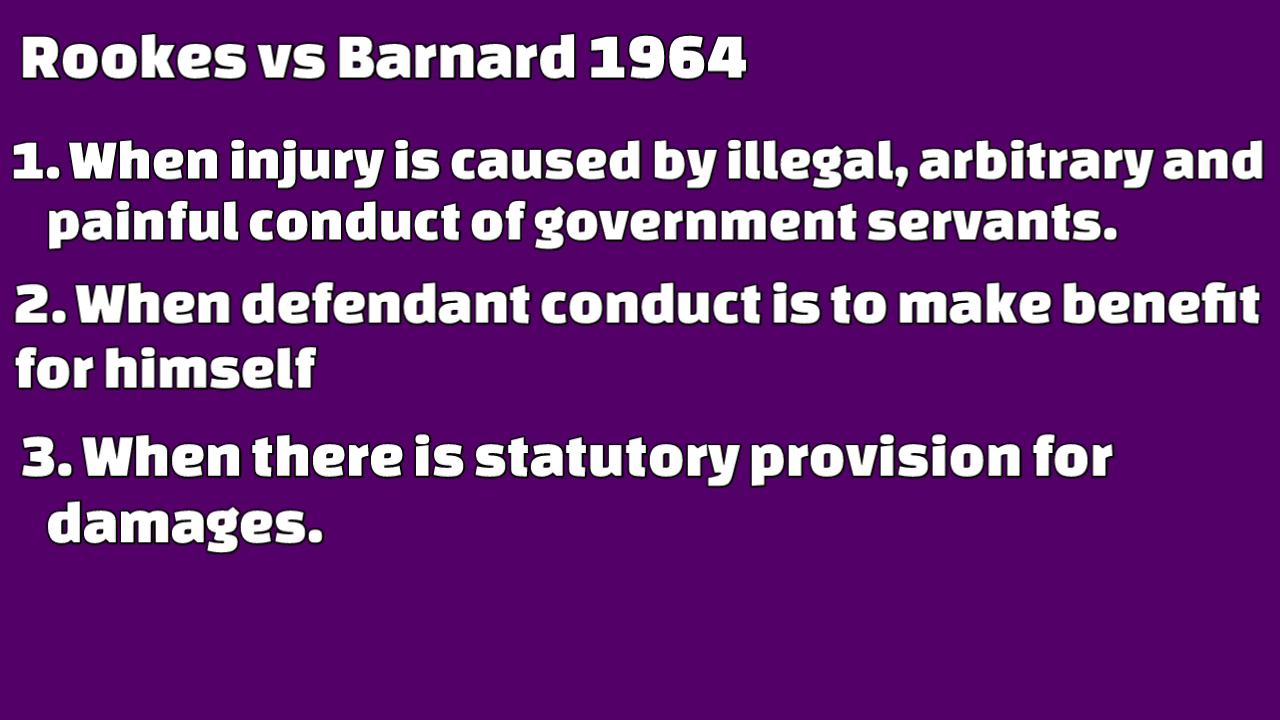 Rookes vs Barnard 1964
1. When injury is caused by illegal, arbitrary and
painful conduct of government servants.
2. When defendant conduct is to make benefit
for himself
3. When there is statutory provision for
damages.